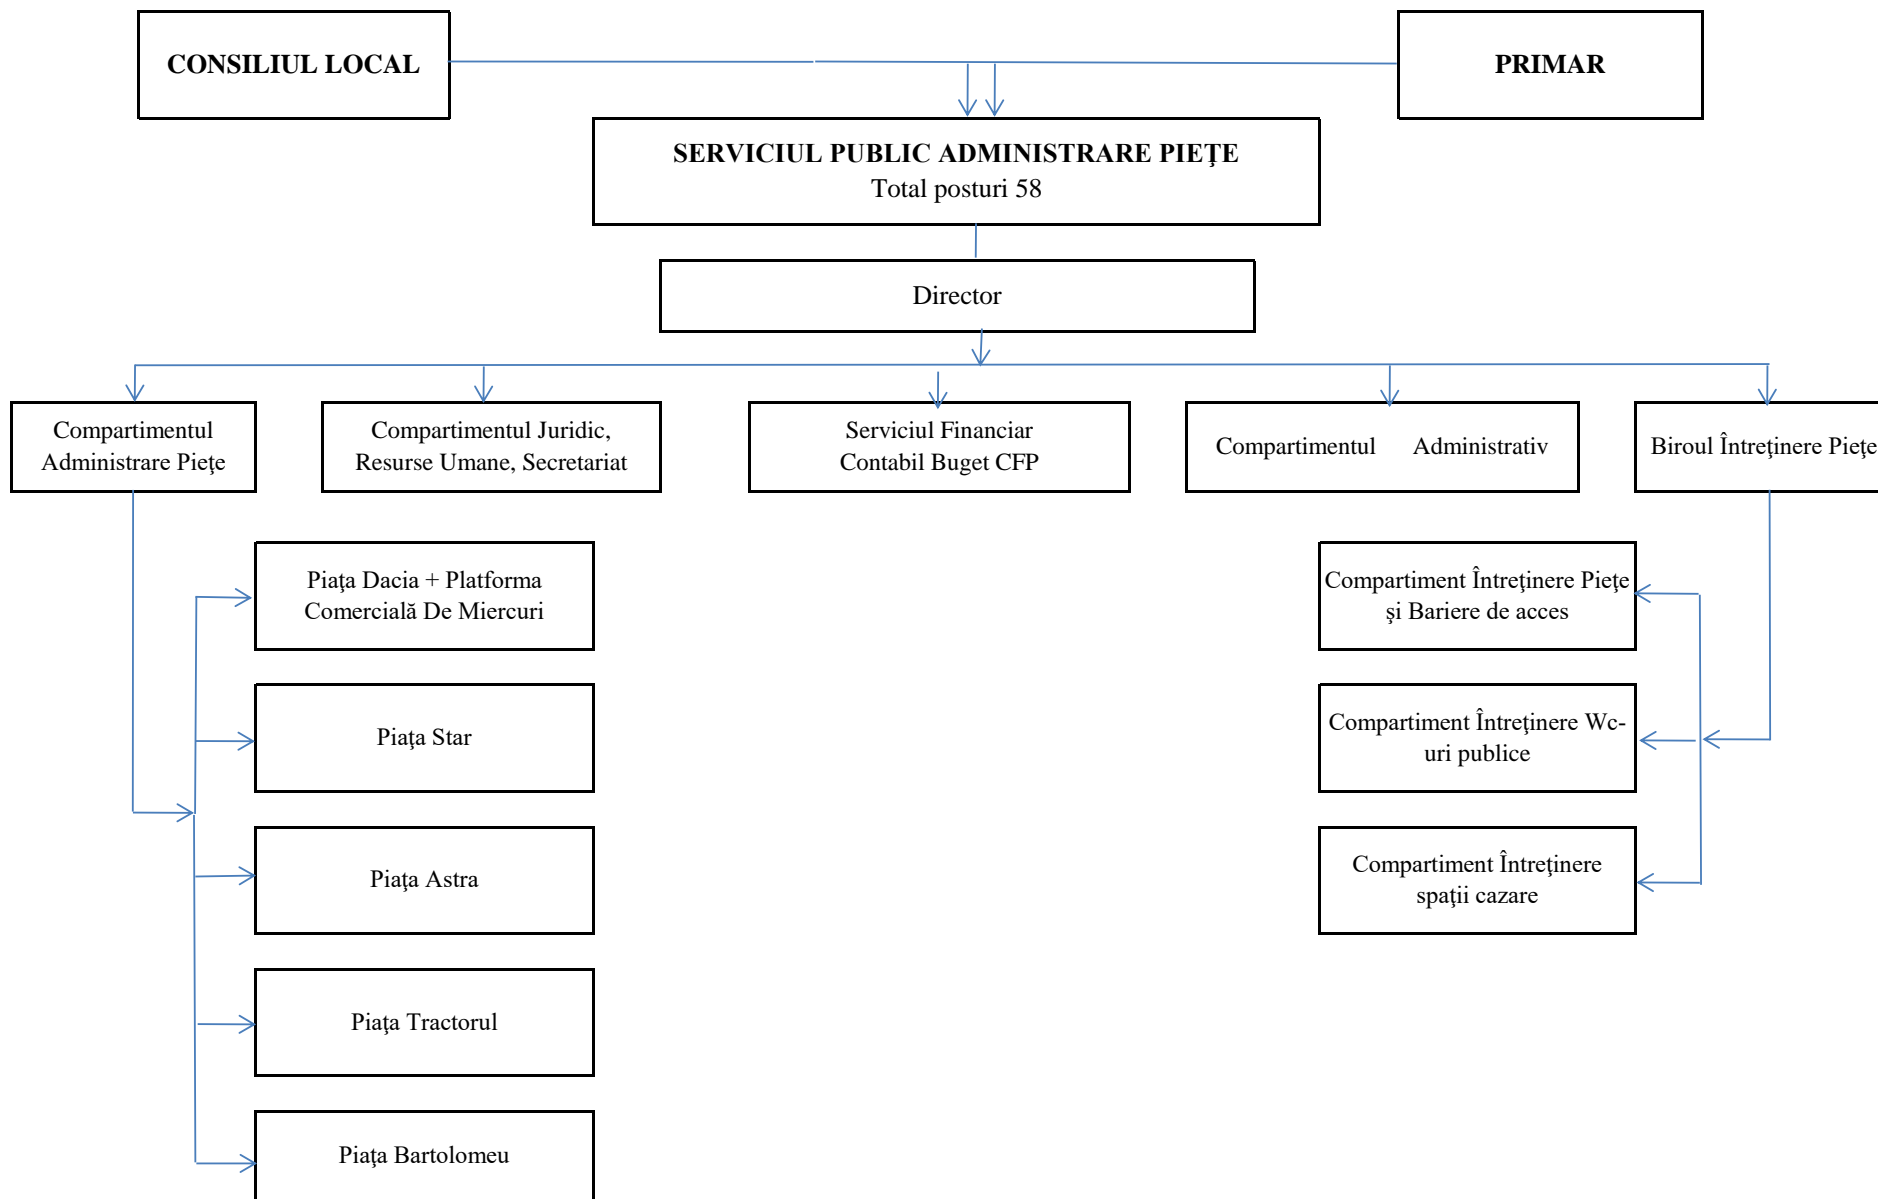 CONSILIUL LOCAL
PRIMAR
SERVICIUL PUBLIC ADMINISTRARE PIEŢE
Total posturi 58
Director
Compartimentul
Administrare Pieţe
Compartimentul Juridic,
Resurse Umane, Secretariat
Serviciul Financiar
Contabil Buget CFP
Compartimentul Administrativ
Biroul Întreţinere Pieţe
Piaţa Dacia + Platforma
Comercială De Miercuri
Piaţa Star
Piaţa Astra
Piaţa Tractorul
Piaţa Bartolomeu
Compartiment Întreţinere Pieţe
şi Bariere de acces
Compartiment Întreţinere Wc-
uri publice
Compartiment Întreţinere
spaţii cazare